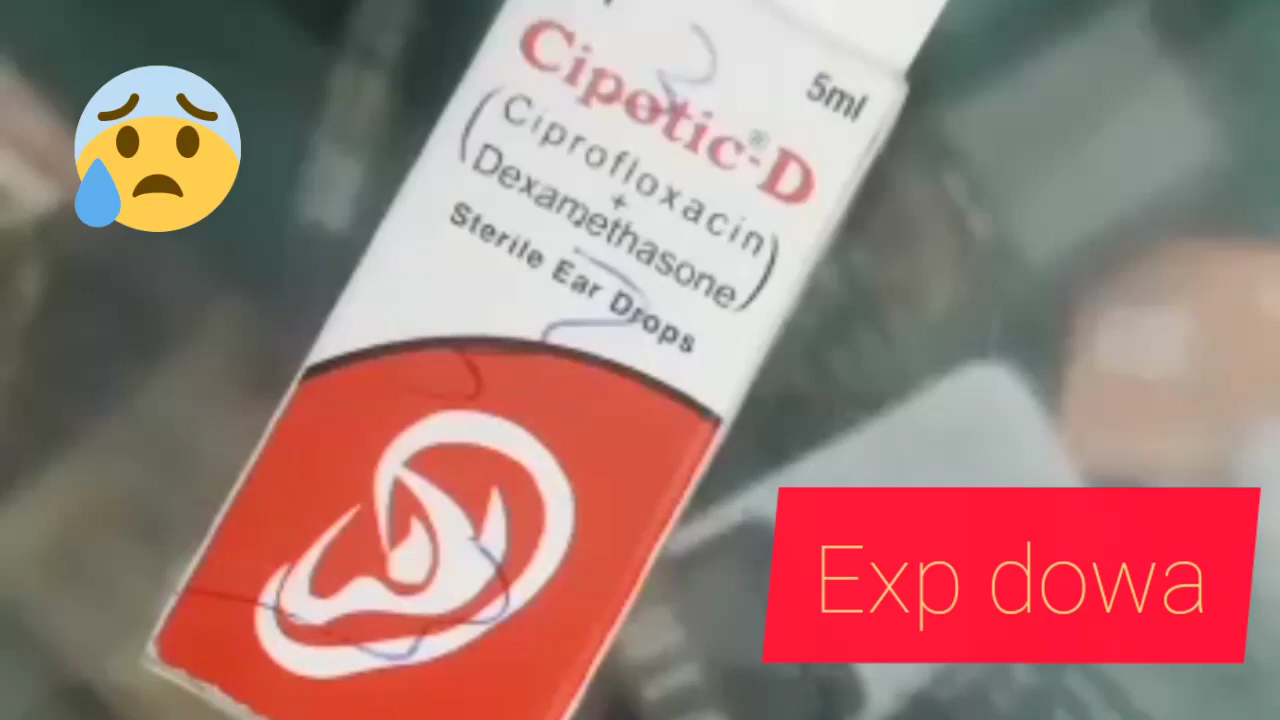 Cipotic®-D
5ml
(Ciprofloxacin
+
Dexamethasone)
Sterile Ear Drops
Exp dowa